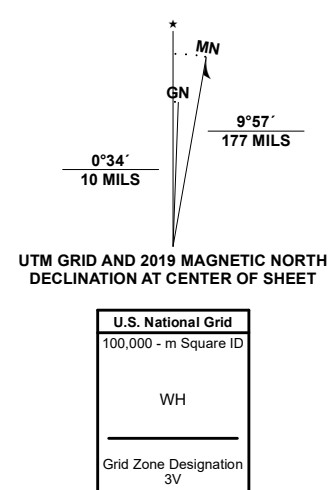 ★
MN
GN
9°57´
177 MILS
0°34´
10 MILS
UTM GRID AND 2019 MAGNETIC NORTH
DECLINATION AT CENTER OF SHEET
U.S. National Grid
100,000 - m Square ID
WH
Grid Zone Designation
3V